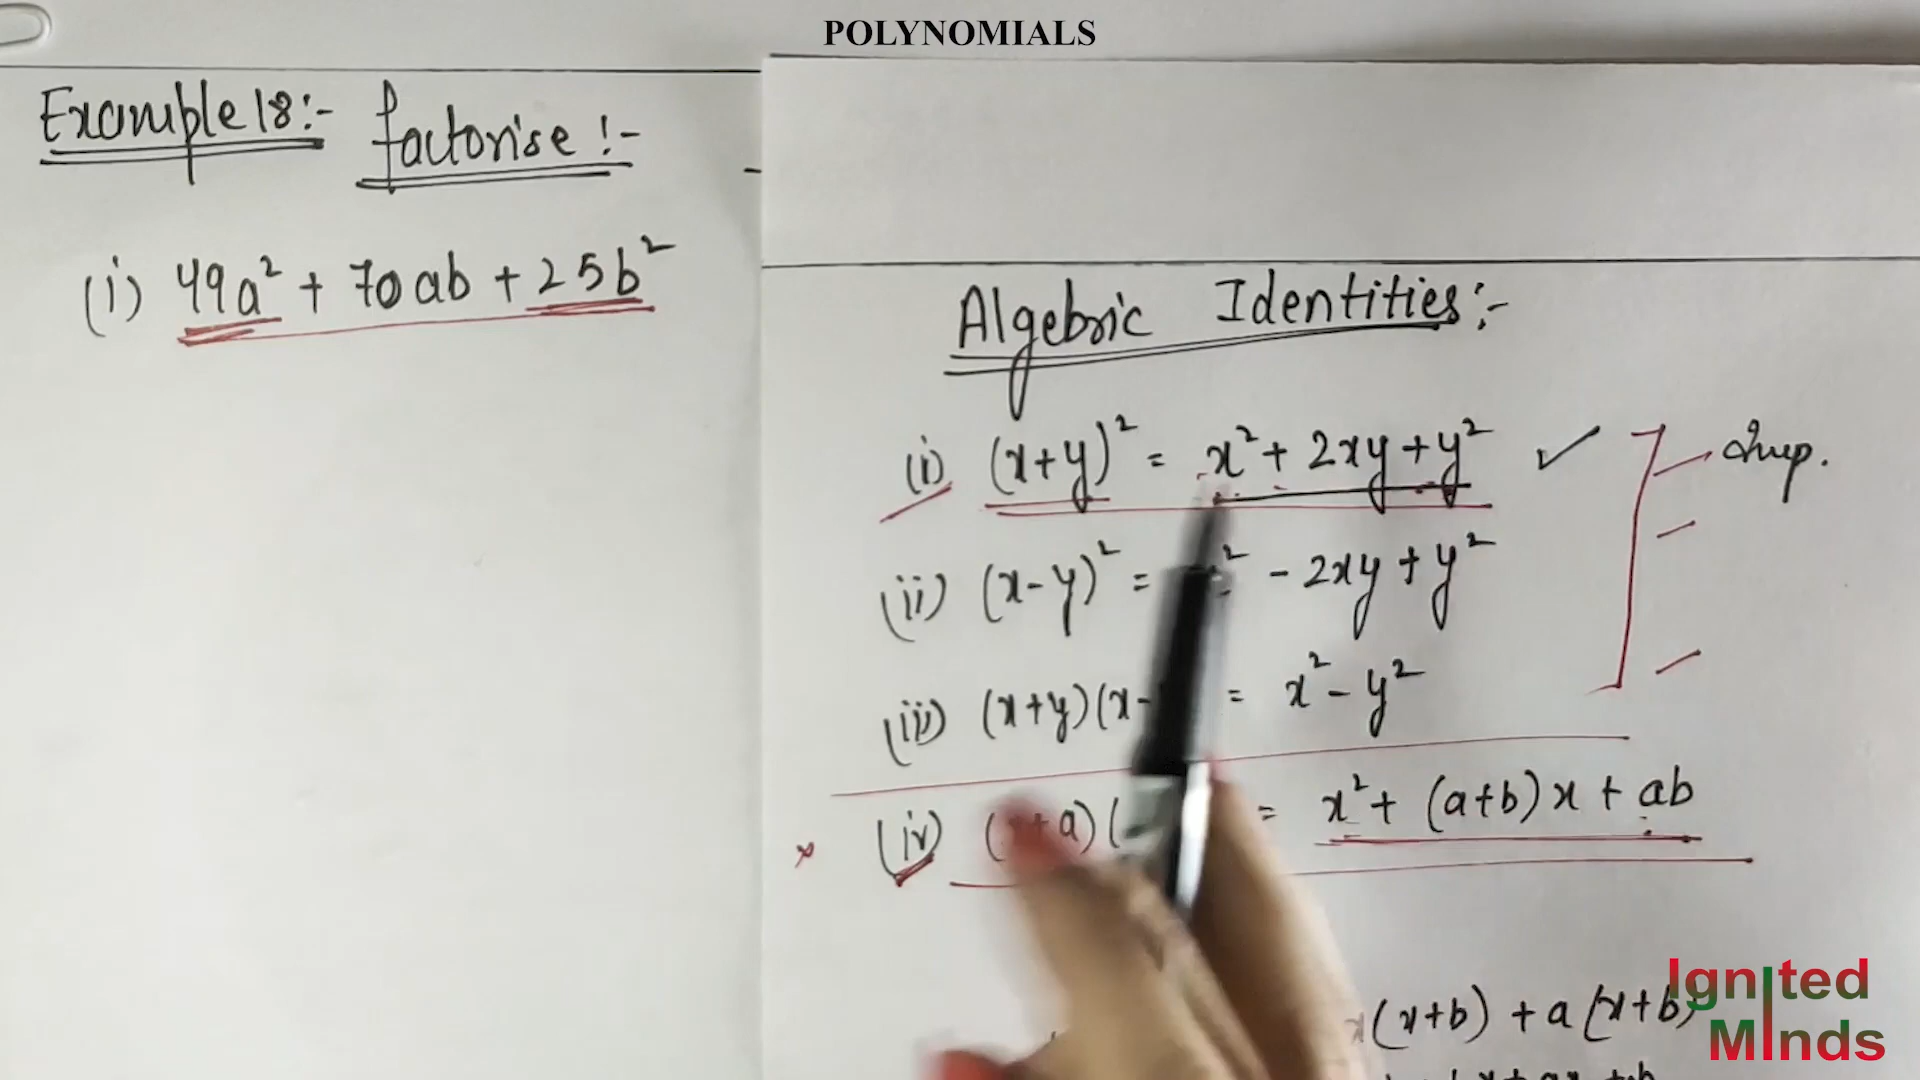 POLYNOMIALS
Example 18:- factorise :-
(i) 49a² + 70ab + 25b²
Algebric Identities:-
(i) (x+y)² = x² + 2xy + y² ✓ Imp.
(ii) (x-y)² = x² - 2xy + y²
(iii) (x+y)(x- = x² - y²
(iv) (x+a)( = x² + (a+b)x + ab
x(x+b) + a(x+b)
Ignited
Minds